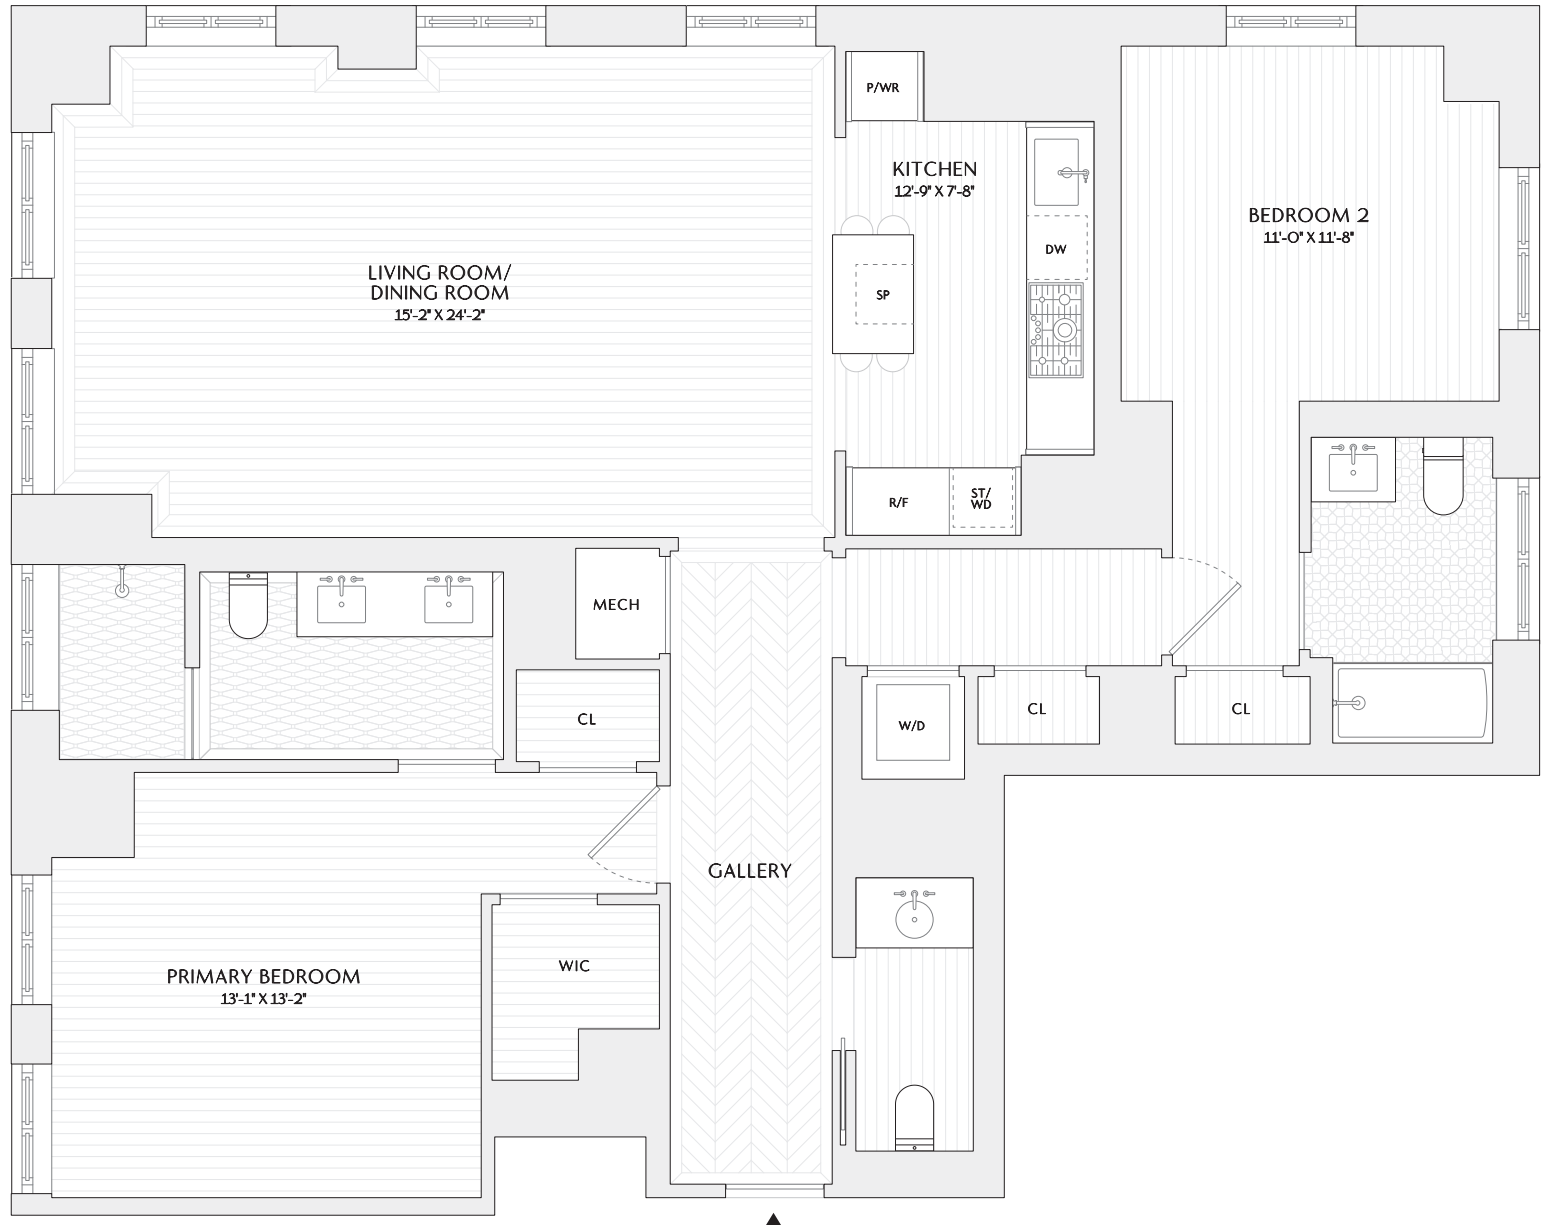 P/WR
KITCHEN
12'-9" X 7'-8"
BEDROOM 2
11'-0" X 11'-8"
DW
LIVING ROOM/
DINING ROOM
15'-2" X 24'-2"
SP
R/F
ST/
WD
MECH
CL
W/D
CL
CL
GALLERY
WIC
PRIMARY BEDROOM
13'-1" X 13'-2"